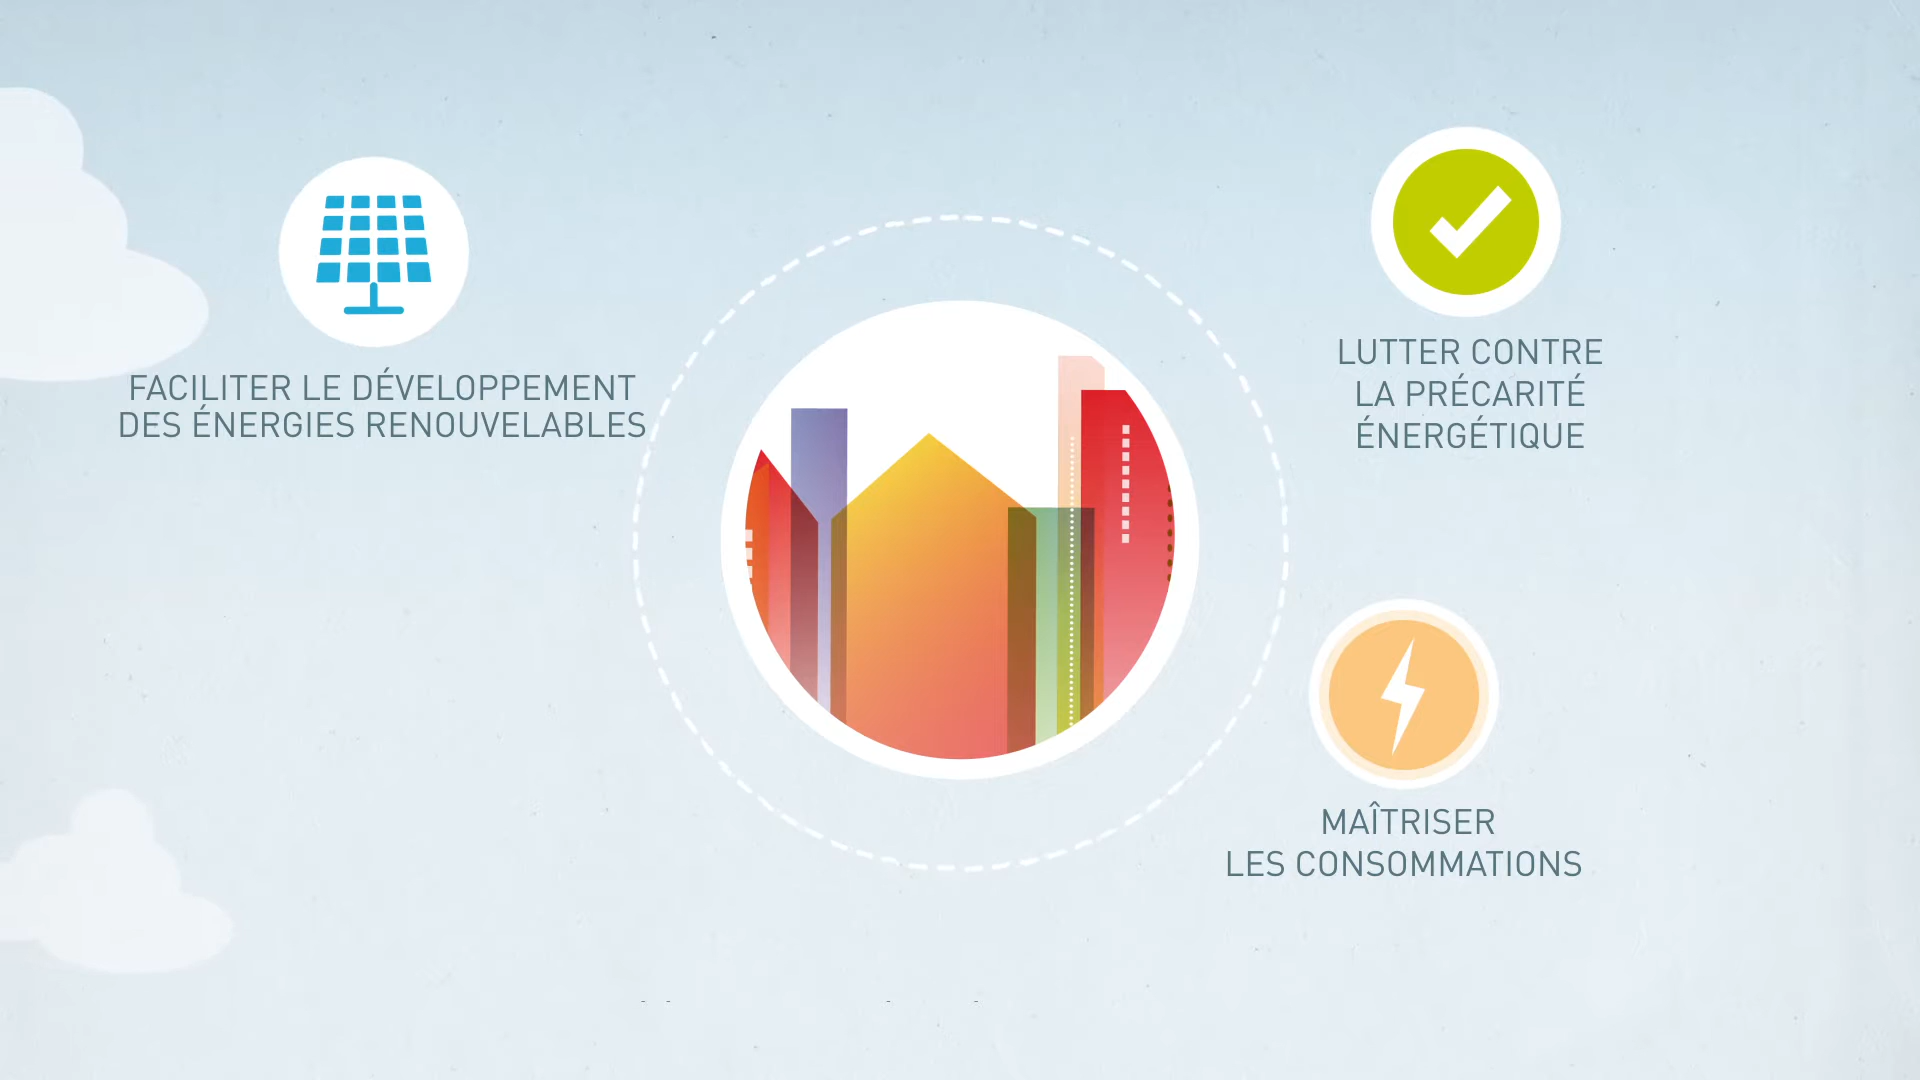 FACILITER LE DÉVELOPPEMENT
DES ÉNERGIES RENOUVELABLES
LUTTER CONTRE
LA PRÉCARITÉ
ÉNERGÉTIQUE
MAÎTRISER
LES CONSOMMATIONS